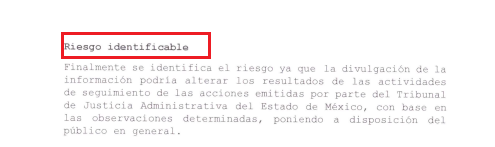 Riesgo identificable
Finalmente se identifica el riesgo ya que la divulgación de la
información podría alterar los resultados de las actividades
de seguimiento de las acciones emitidas por parte del Tribunal
de Justicia Administrativa del Estado de México, con base en
las observaciones determinadas, poniendo a disposición del
público en general.